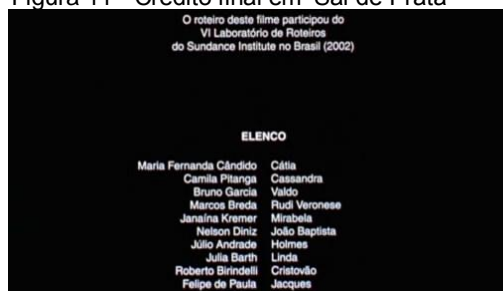 Figura 11 - Crédito final em "Sal de Prata"
O roteiro deste filme participou do
VI Laboratório de Roteiros
do Sundance Institute no Brasil (2002)
ELENCO
Maria Fernanda Cândido Cátia
Camila Pitanga Cassandra
Bruno Garcia Valdo
Marcos Breda Rudi Veronese
Janaína Kremer Mirabela
Nelson Diniz João Baptista
Júlio Andrade Holmes
Julia Barth Linda
Roberto Birindelli Cristovão
Felipe de Paula Jacques